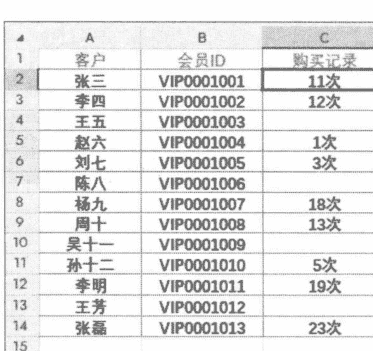 A B C
1 客户 会员ID 购买记录
2 张三 VIP0001001 11次
3 李四 VIP0001002 12次
4 王五 VIP0001003
5 赵六 VIP0001004 1次
6 刘七 VIP0001005 3次
7 陈八 VIP0001006
8 杨九 VIP0001007 18次
9 周十 VIP0001008 13次
10 吴十一 VIP0001009
11 孙十二 VIP0001010 5次
12 李明 VIP0001011 19次
13 王芳 VIP0001012
14 张磊 VIP0001013 23次
15